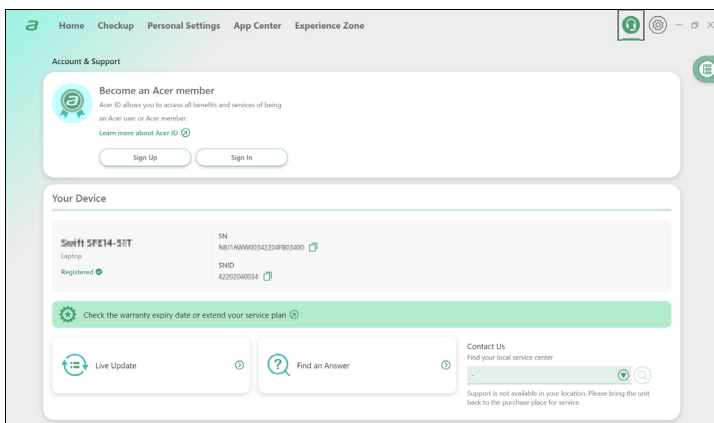 a Home Checkup Personal Settings App Center Experience Zone
Account & Support
Become an Acer member
Acer ID allows you to access all benefits and services of being
an Acer user or Acer member.
Learn more about Acer ID
Sign Up Sign In
Your Device
Laptop
Registered
SN
SNID
42202040034
Check the warranty expiry date or extend your service plan
Live Update
Find an Answer
Contact Us
Find your local service center
-
Support is not available in your location. Please bring the unit
back to the purchase place for service.